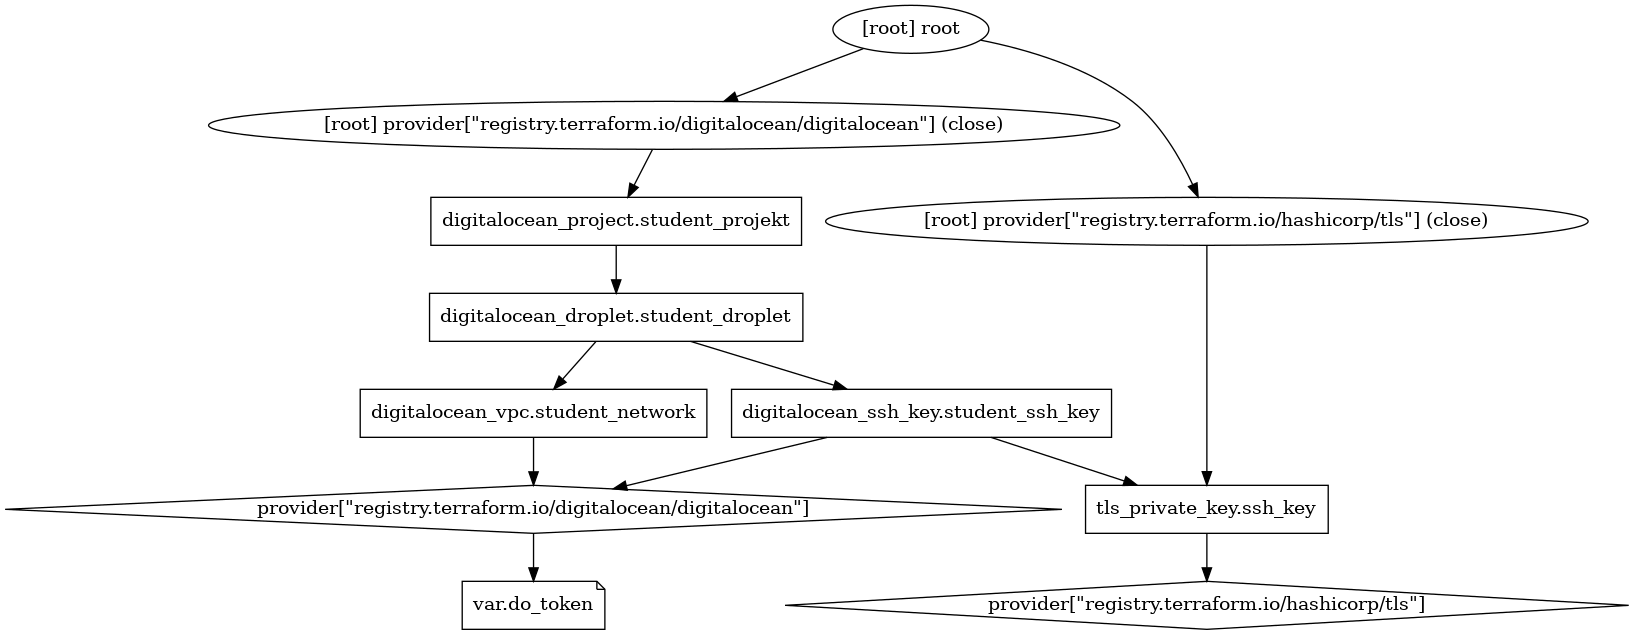 [root] root
[root] provider["registry.terraform.io/digitalocean/digitalocean"] (close)
digitalocean_project.student_projekt
[root] provider["registry.terraform.io/hashicorp/tls"] (close)
digitalocean_droplet.student_droplet
digitalocean_vpc.student_network
digitalocean_ssh_key.student_ssh_key
provider["registry.terraform.io/digitalocean/digitalocean"]
tls_private_key.ssh_key
var.do_token
provider["registry.terraform.io/hashicorp/tls"]